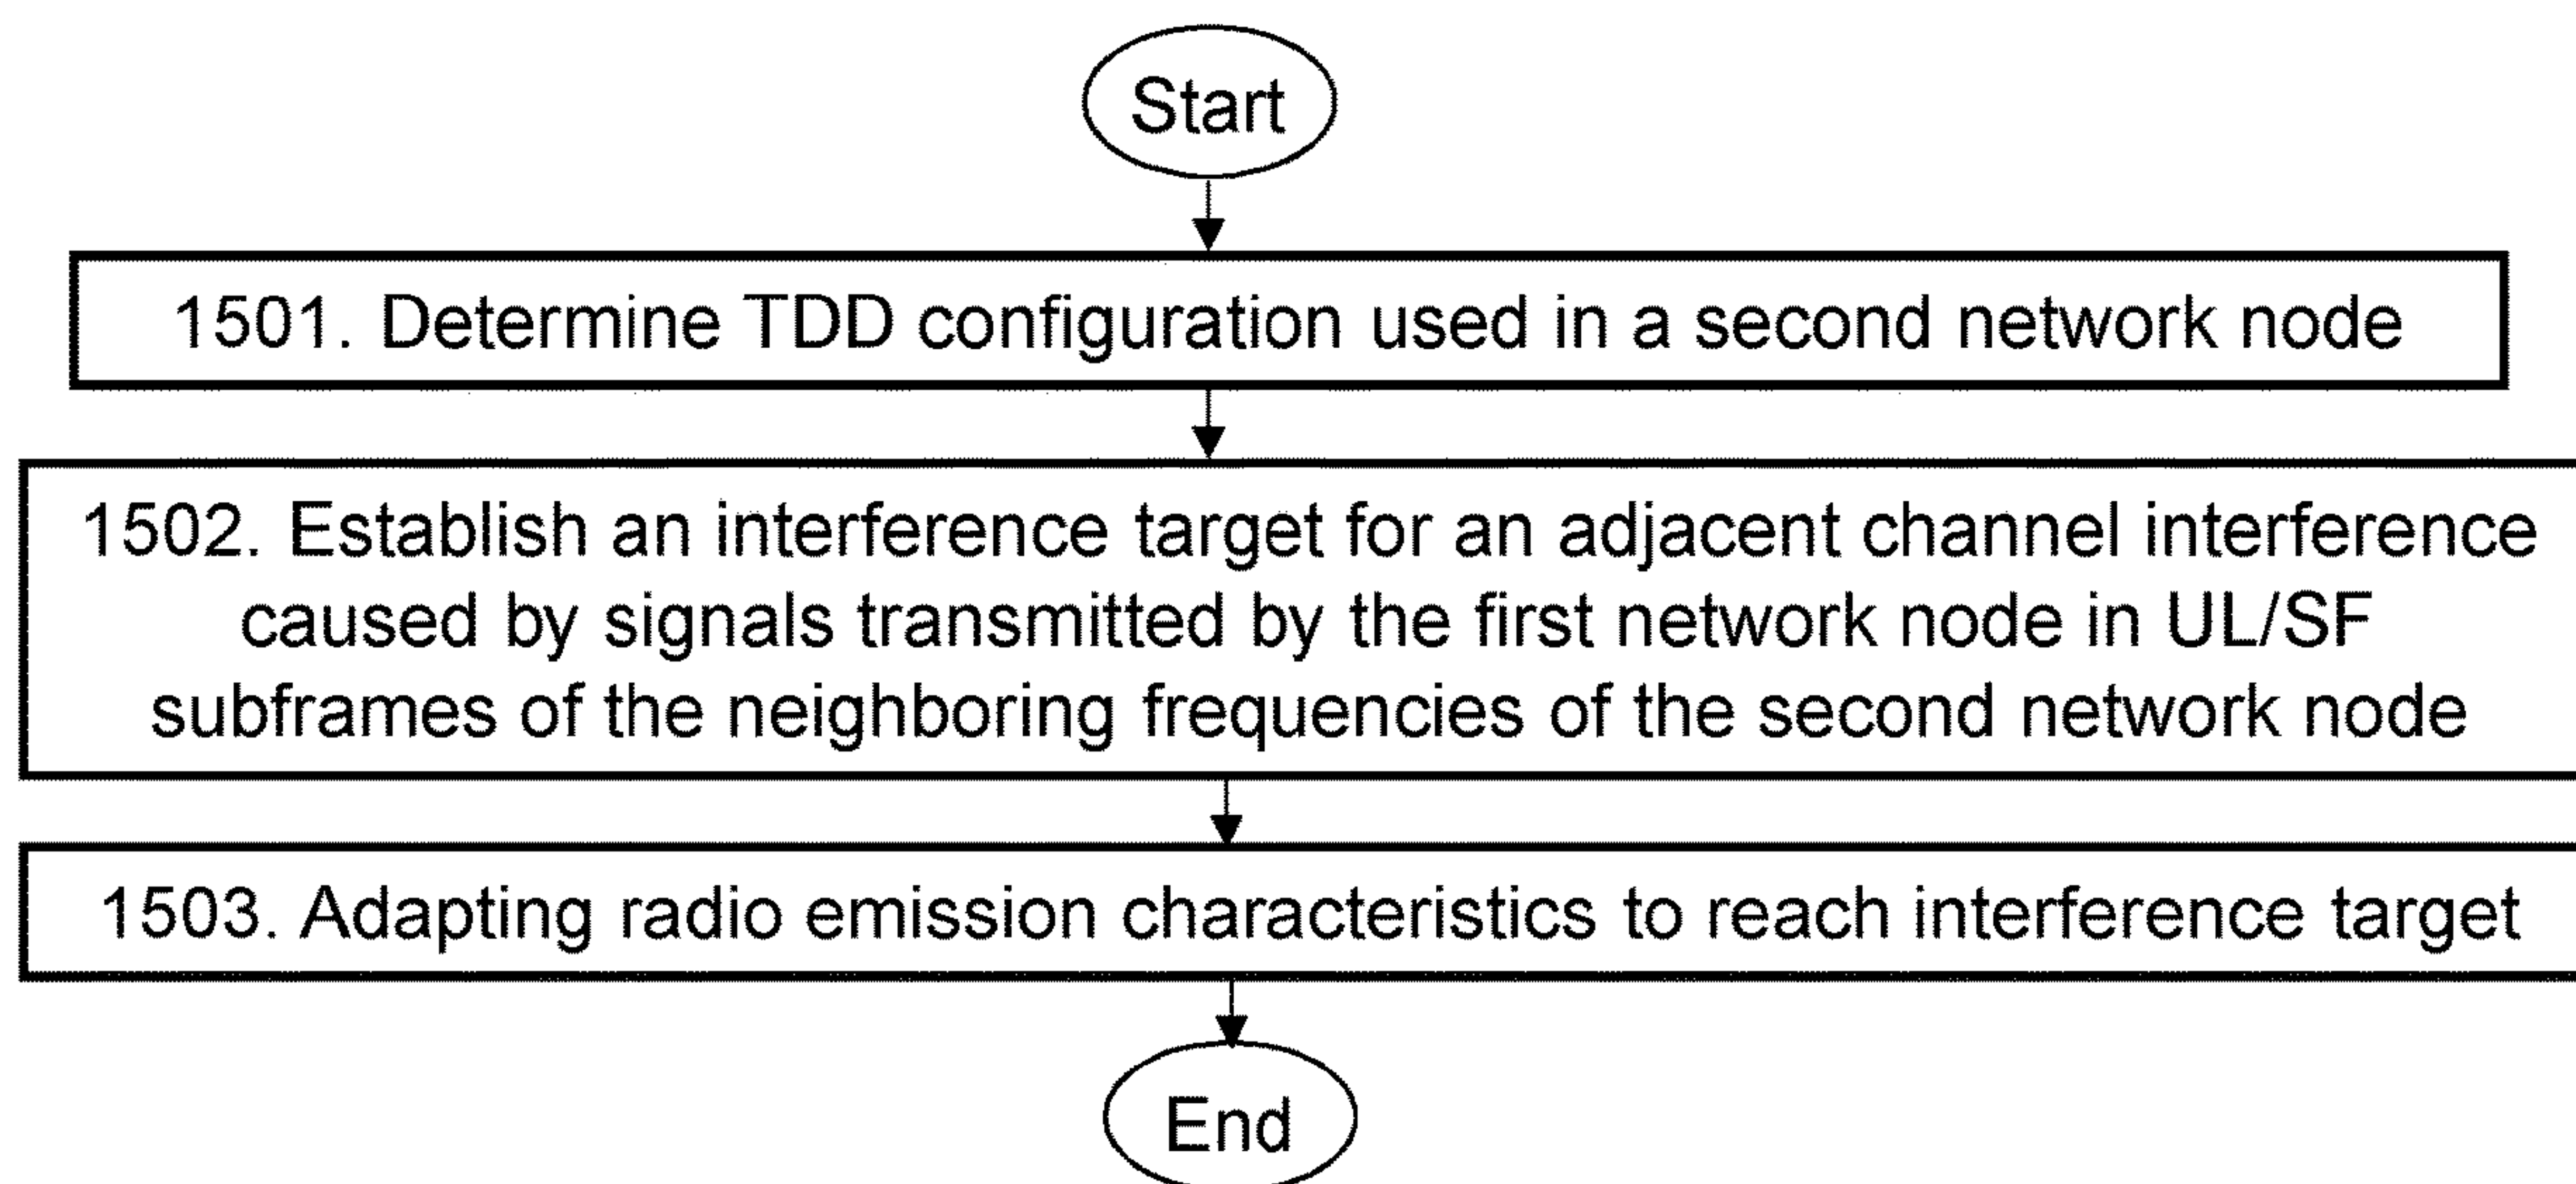 Start
1501. Determine TDD configuration used in a second network node
1502. Establish an interference target for an adjacent channel interference
caused by signals transmitted by the first network node in UL/SF
subframes of the neighboring frequencies of the second network node
1503. Adapting radio emission characteristics to reach interference target
End